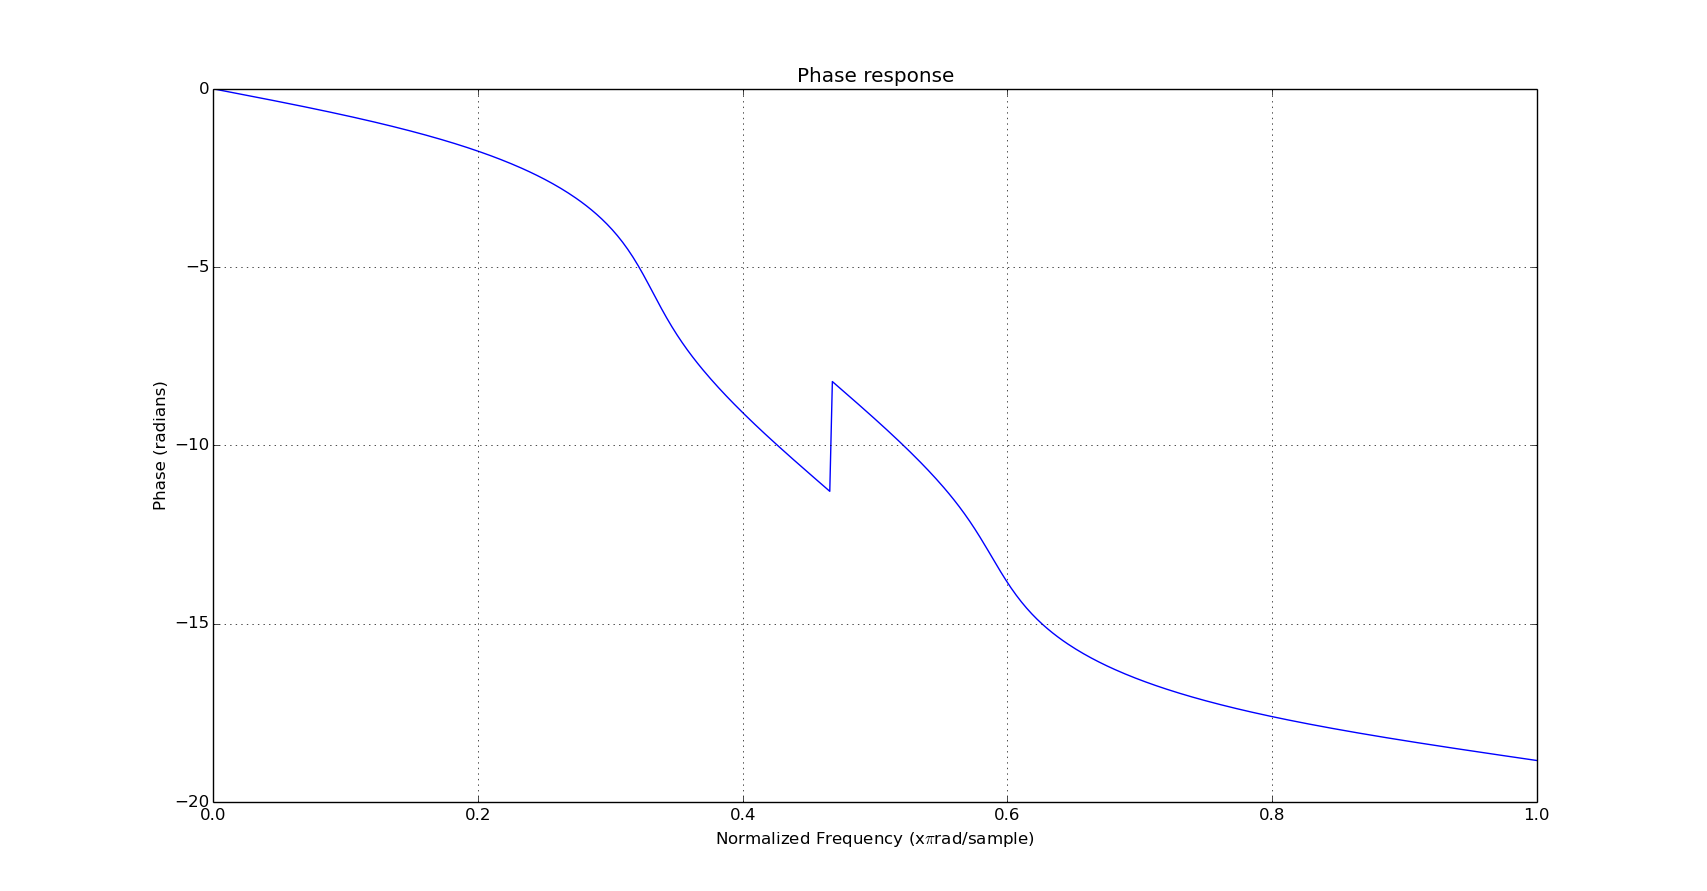 Phase response
0
−5
−10
−15
−20
Phase (radians)
0.0 0.2 0.4 0.6 0.8 1.0
Normalized Frequency (xπrad/sample)